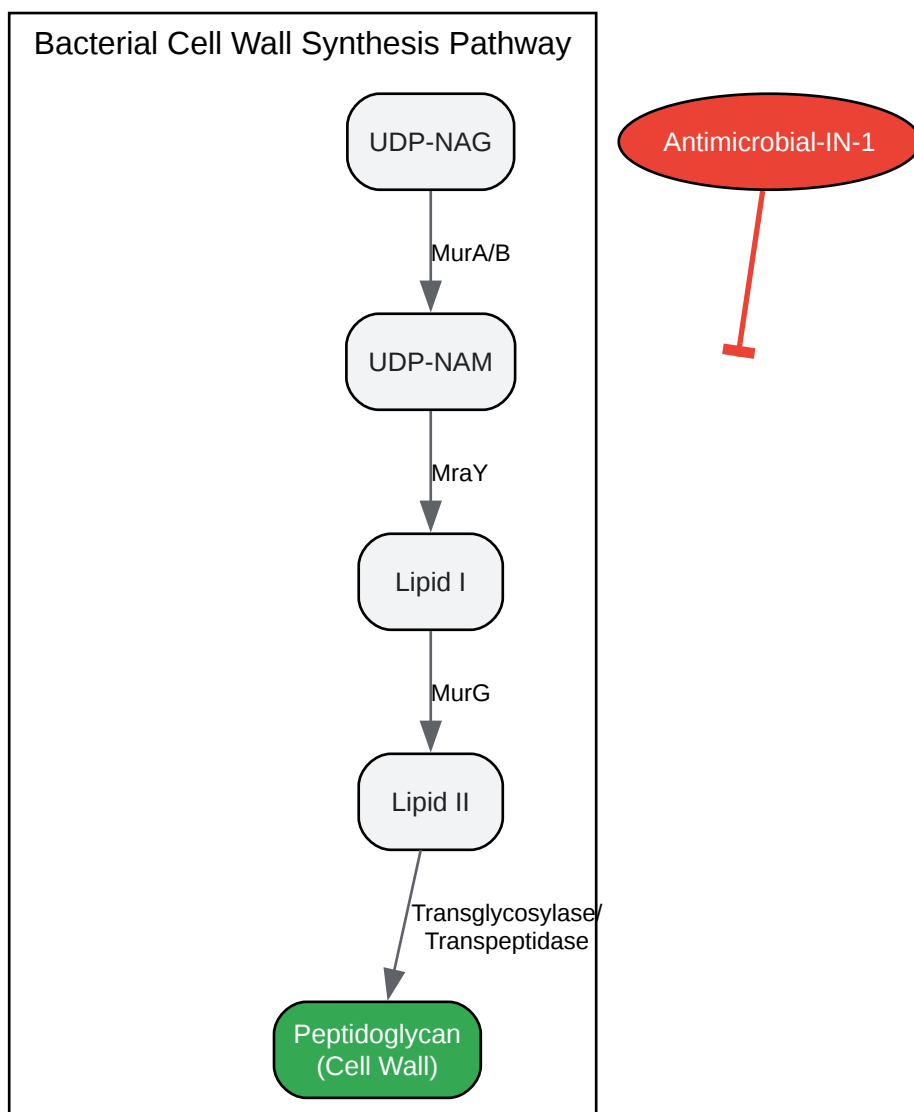 Bacterial Cell Wall Synthesis Pathway
UDP-NAG
Antimicrobial-IN-1
MurA/B
UDP-NAM
MraY
Lipid I
MurG
Lipid II
Transglycosylase/
Transpeptidase
Peptidoglycan
(Cell Wall)